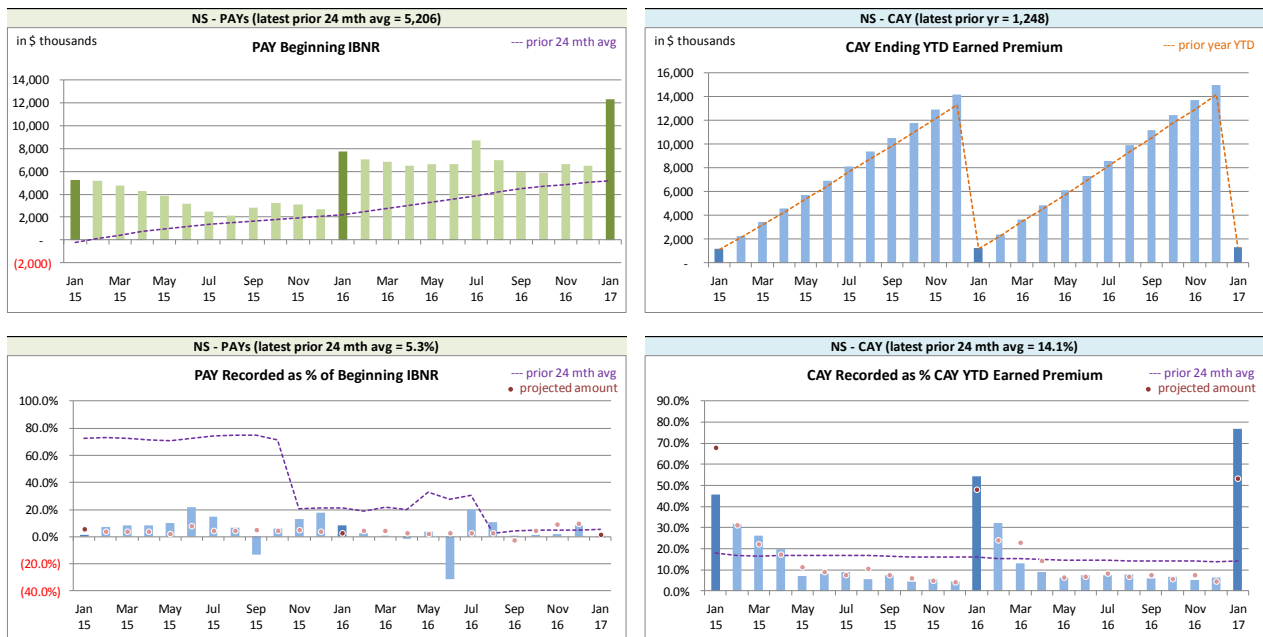 NS - PAYs (latest prior 24 mth avg = 5,206)
in $ thousands
PAY Beginning IBNR
--- prior 24 mth avg
14,000
12,000
10,000
8,000
6,000
4,000
2,000
-
(2,000)
Jan Mar May Jul Sep Nov Jan Mar May Jul Sep Nov Jan
15 15 15 15 15 15 16 16 16 16 16 16 17
NS - CAY (latest prior yr = 1,248)
in $ thousands
CAY Ending YTD Earned Premium
--- prior year YTD
16,000
14,000
12,000
10,000
8,000
6,000
4,000
2,000
-
Jan Mar May Jul Sep Nov Jan Mar May Jul Sep Nov Jan
15 15 15 15 15 15 16 16 16 16 16 16 17
NS - PAYs (latest prior 24 mth avg = 5.3%)
PAY Recorded as % of Beginning IBNR
--- prior 24 mth avg
projected amount
100.0%
80.0%
60.0%
40.0%
20.0%
0.0%
(20.0%)
(40.0%)
Jan Mar May Jul Sep Nov Jan Mar May Jul Sep Nov Jan
15 15 15 15 15 15 16 16 16 16 16 16 17
NS - CAY (latest prior 24 mth avg = 14.1%)
CAY Recorded as % CAY YTD Earned Premium
--- prior 24 mth avg
projected amount
90.0%
80.0%
70.0%
60.0%
50.0%
40.0%
30.0%
20.0%
10.0%
0.0%
Jan Mar May Jul Sep Nov Jan Mar May Jul Sep Nov Jan
15 15 15 15 15 15 16 16 16 16 16 16 17